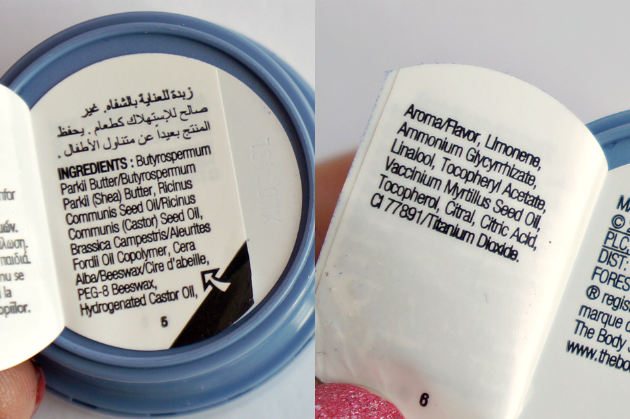 زبدة للعناية بالشفاه. غير
صالح للإستهلاك كطعام. يحفظ
المنتج بعيداً عن متناول الأطفال.
INGREDIENTS : Butyrospermum
Parkii Butter/Butyrospermum
Parkii (Shea) Butter, Ricinus
Communis Seed Oil/Ricinus
Communis (Castor) Seed Oil,
Brassica Campestris/Aleurites
Fordii Oil Copolymer, Cera
Alba/Beeswax/Cire d'abeille,
PEG-8 Beeswax,
Hydrogenated Castor Oil,
5
Aroma/Flavor, Limonene,
Ammonium Glycyrrhizate,
Linalool, Tocopheryl Acetate,
Vaccinium Myrtillus Seed Oil,
Tocopherol, Citral, Citric Acid,
CI 77891/Titanium Dioxide.
6
©
PLC.
DIST:
FORES
® regis
marque d
The Body S
www.thebo